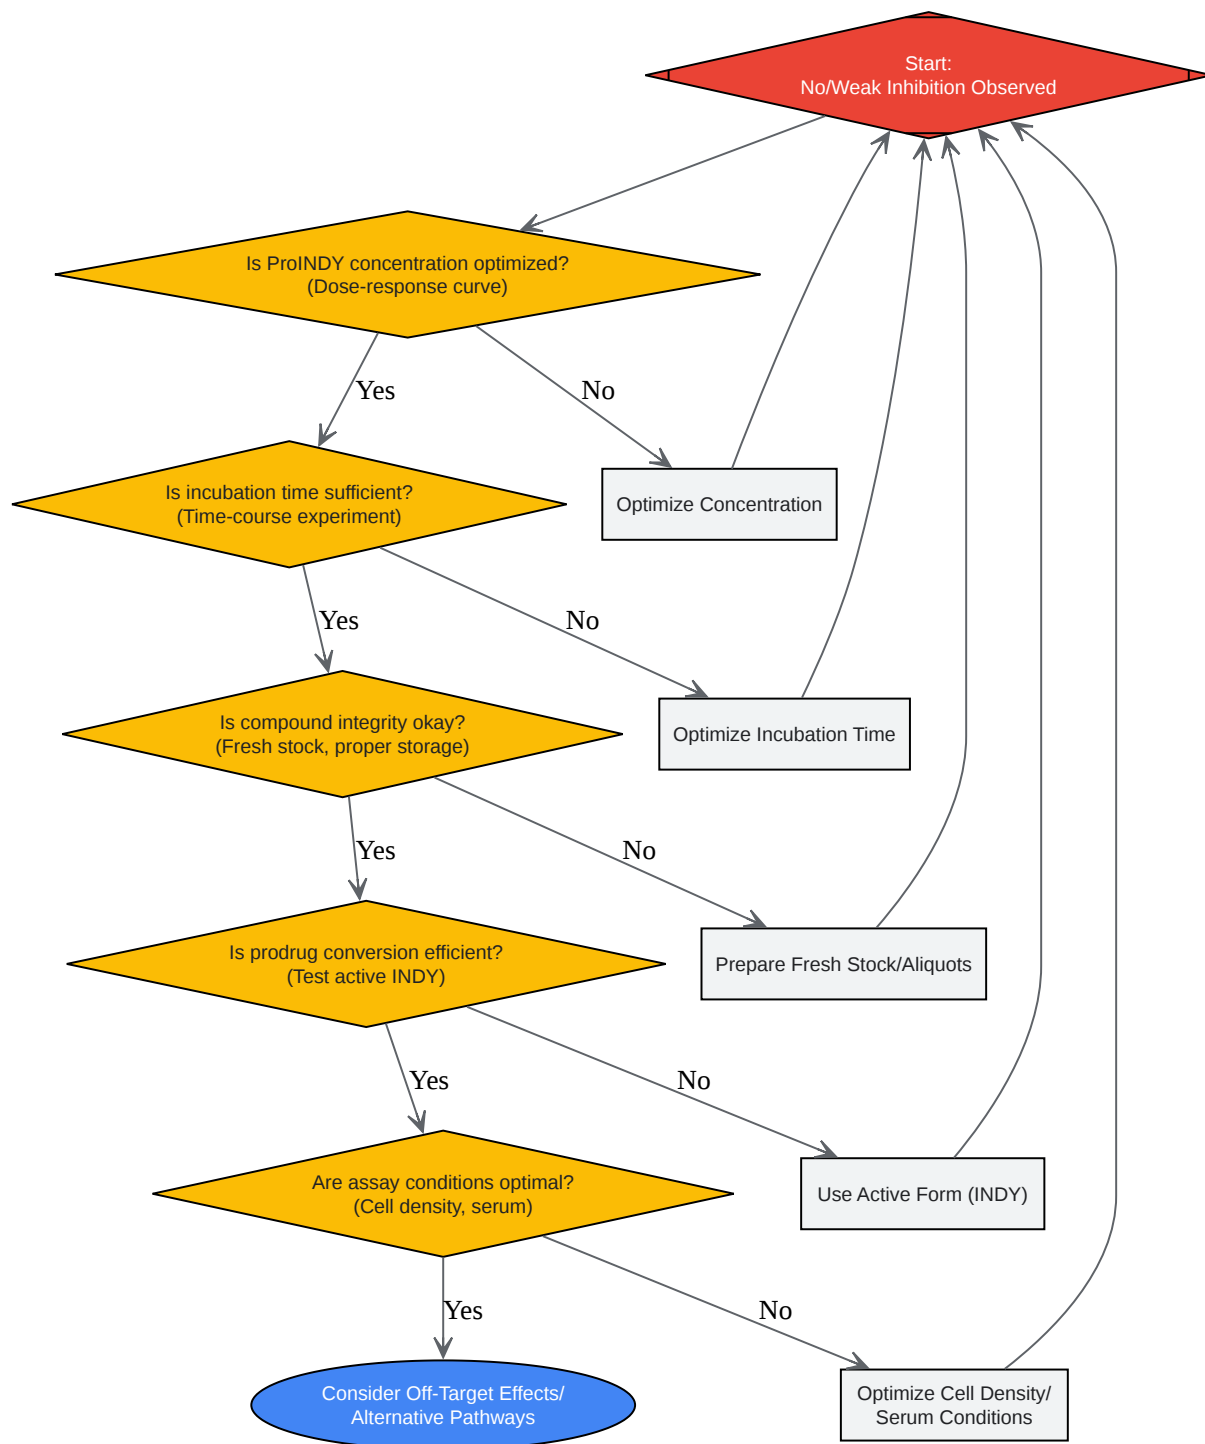 Start:
No/Weak Inhibition Observed
Is ProINDY concentration optimized?
(Dose-response curve)
Yes
No
Is incubation time sufficient?
(Time-course experiment)
Optimize Concentration
Yes
No
Is compound integrity okay?
(Fresh stock, proper storage)
Optimize Incubation Time
Yes
No
Is prodrug conversion efficient?
(Test active INDY)
Prepare Fresh Stock/Aliquots
Yes
No
Are assay conditions optimal?
(Cell density, serum)
Use Active Form (INDY)
Yes
No
Consider Off-Target Effects/
Alternative Pathways
Optimize Cell Density/
Serum Conditions